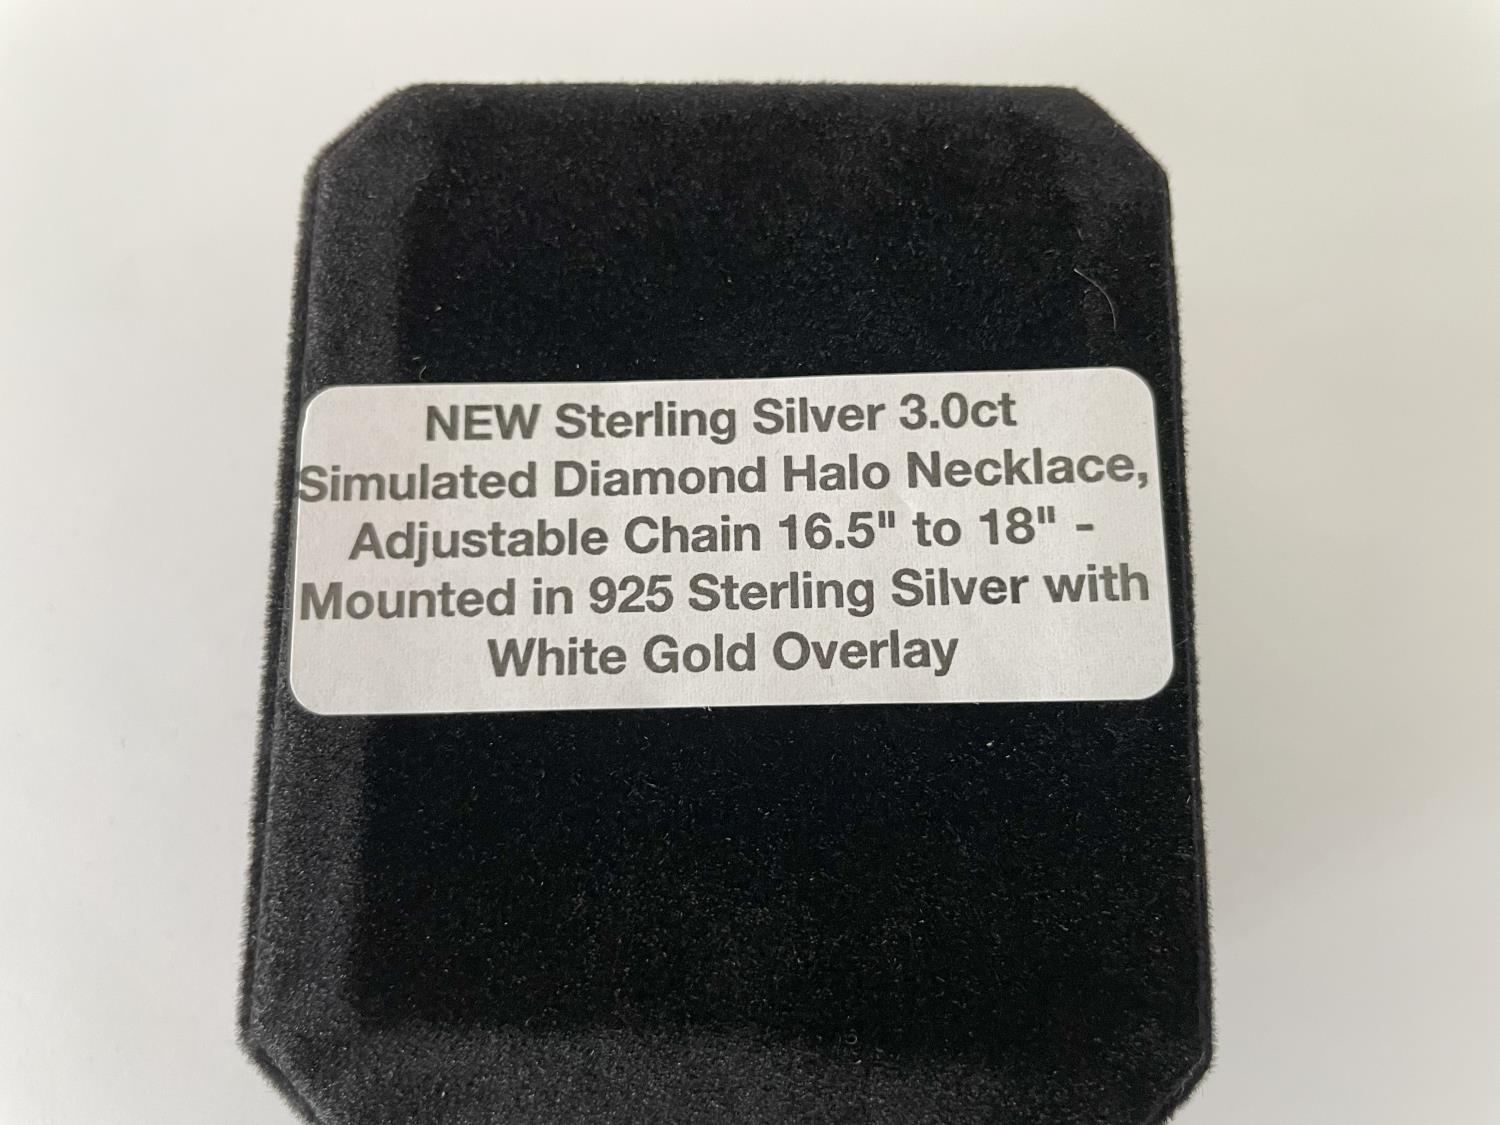 NEW Sterling Silver 3.0ct
Simulated Diamond Halo Necklace,
Adjustable Chain 16.5" to 18" -
Mounted in 925 Sterling Silver with
White Gold Overlay